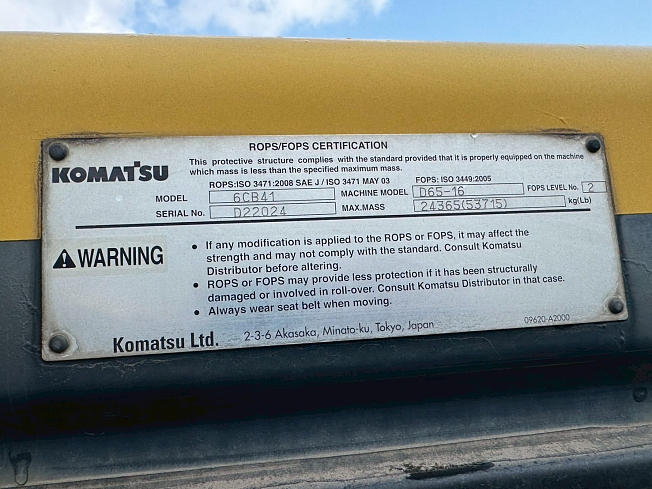 ROPS/FOPS CERTIFICATION
KOMATSU
This protective structure complies with the standard provided that it is properly equipped on the machine
which mass is less than the specified maximum mass.
ROPS:ISO 3471:2008 SAE J / ISO 3471 MAY 03 FOPS: ISO 3449:2005
MODEL 6CB41 MACHINE MODEL D65-16 FOPS LEVEL No. 2
SERIAL No. D22024 MAX.MASS 24365(53715) kg(Lb)
WARNING
• If any modification is applied to the ROPS or FOPS, it may affect the
strength and may not comply with the standard. Consult Komatsu
Distributor before altering.
• ROPS or FOPS may provide less protection if it has been structurally
damaged or involved in roll-over. Consult Komatsu Distributor in that case.
• Always wear seat belt when moving.
Komatsu Ltd. 2-3-6 Akasaka, Minato-ku, Tokyo, Japan
09620-A2000